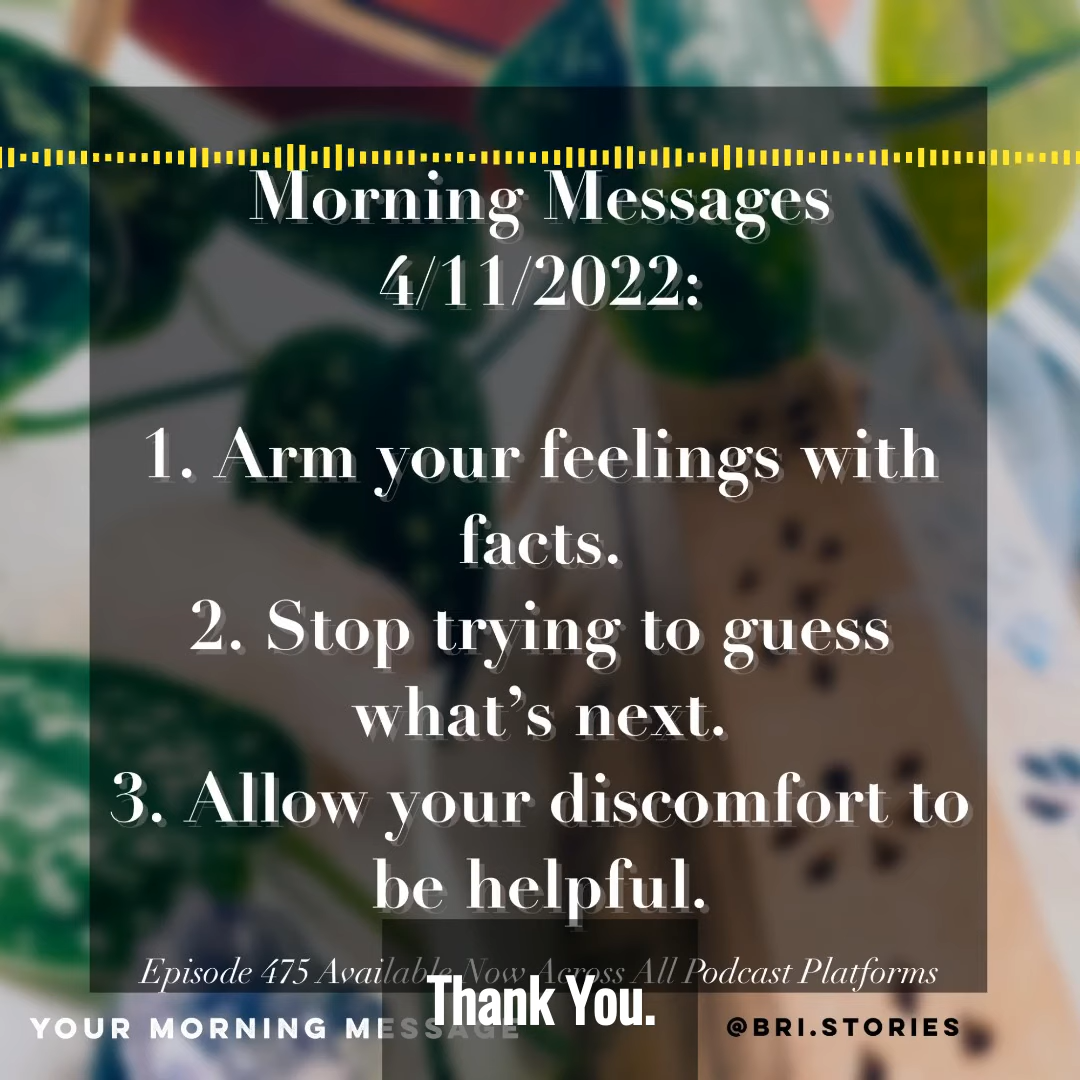 Morning Messages
4/11/2022:
1. Arm your feelings with
facts.
2. Stop trying to guess
what’s next.
3. Allow your discomfort to
be helpful.
Episode 475 Available Now Across All Podcast Platforms
Thank You.
YOUR MORNING MESSAGE
@BRI.STORIES